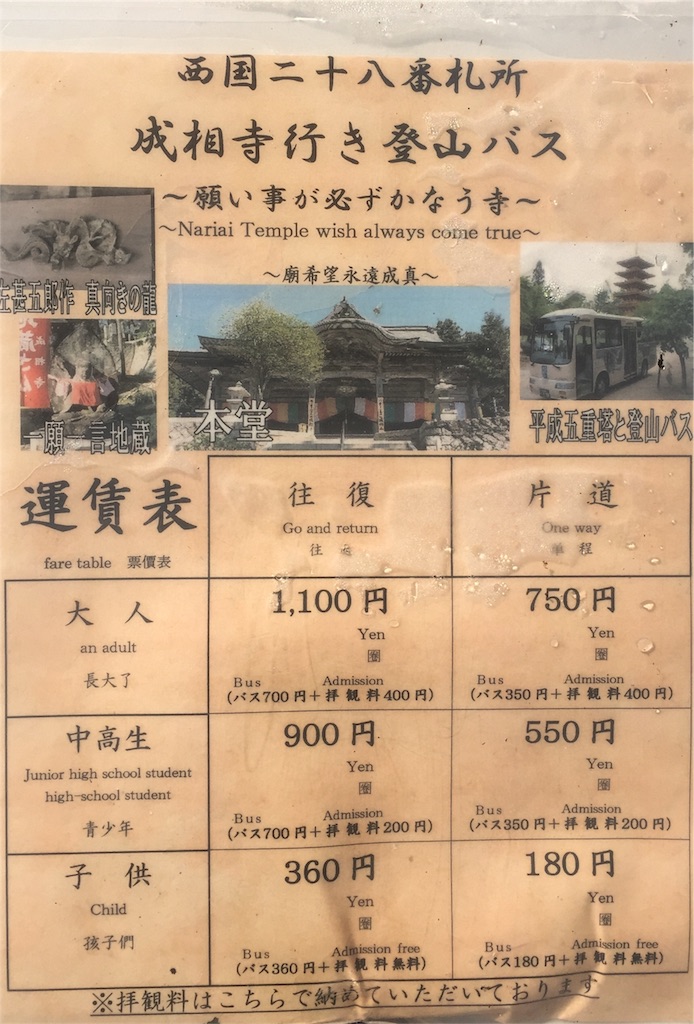 西国二十八番札所
成相寺行き登山バス
～願い事が必ずかなう寺～
～Nariai Temple wish always come true～
～廟希望永遠成真～
左甚五郎作 真向きの龍
一願一言地蔵
本堂
平成五重塔と登山バス
運賃表
fare table 票價表
往復
Go and return
往
片道
One way
單程
大人
an adult
長大了
1,100円
Yen
Bus Admission
(バス700円＋拝観料400円)
750円
Yen
Bus Admission
(バス350円＋拝観料400円)
中高生
Junior high school student
high-school student
青少年
900円
Yen
Bus Admission
(バス700円＋拝観料200円)
550円
Yen
Bus Admission
(バス350円＋拝観料200円)
子供
Child
孩子們
360円
Yen
Bus Admission free
(バス360円＋拝観料無料)
180円
Yen
Bus Admission free
(バス180円＋拝観料無料)
※拝観料はこちらで納めていただいております